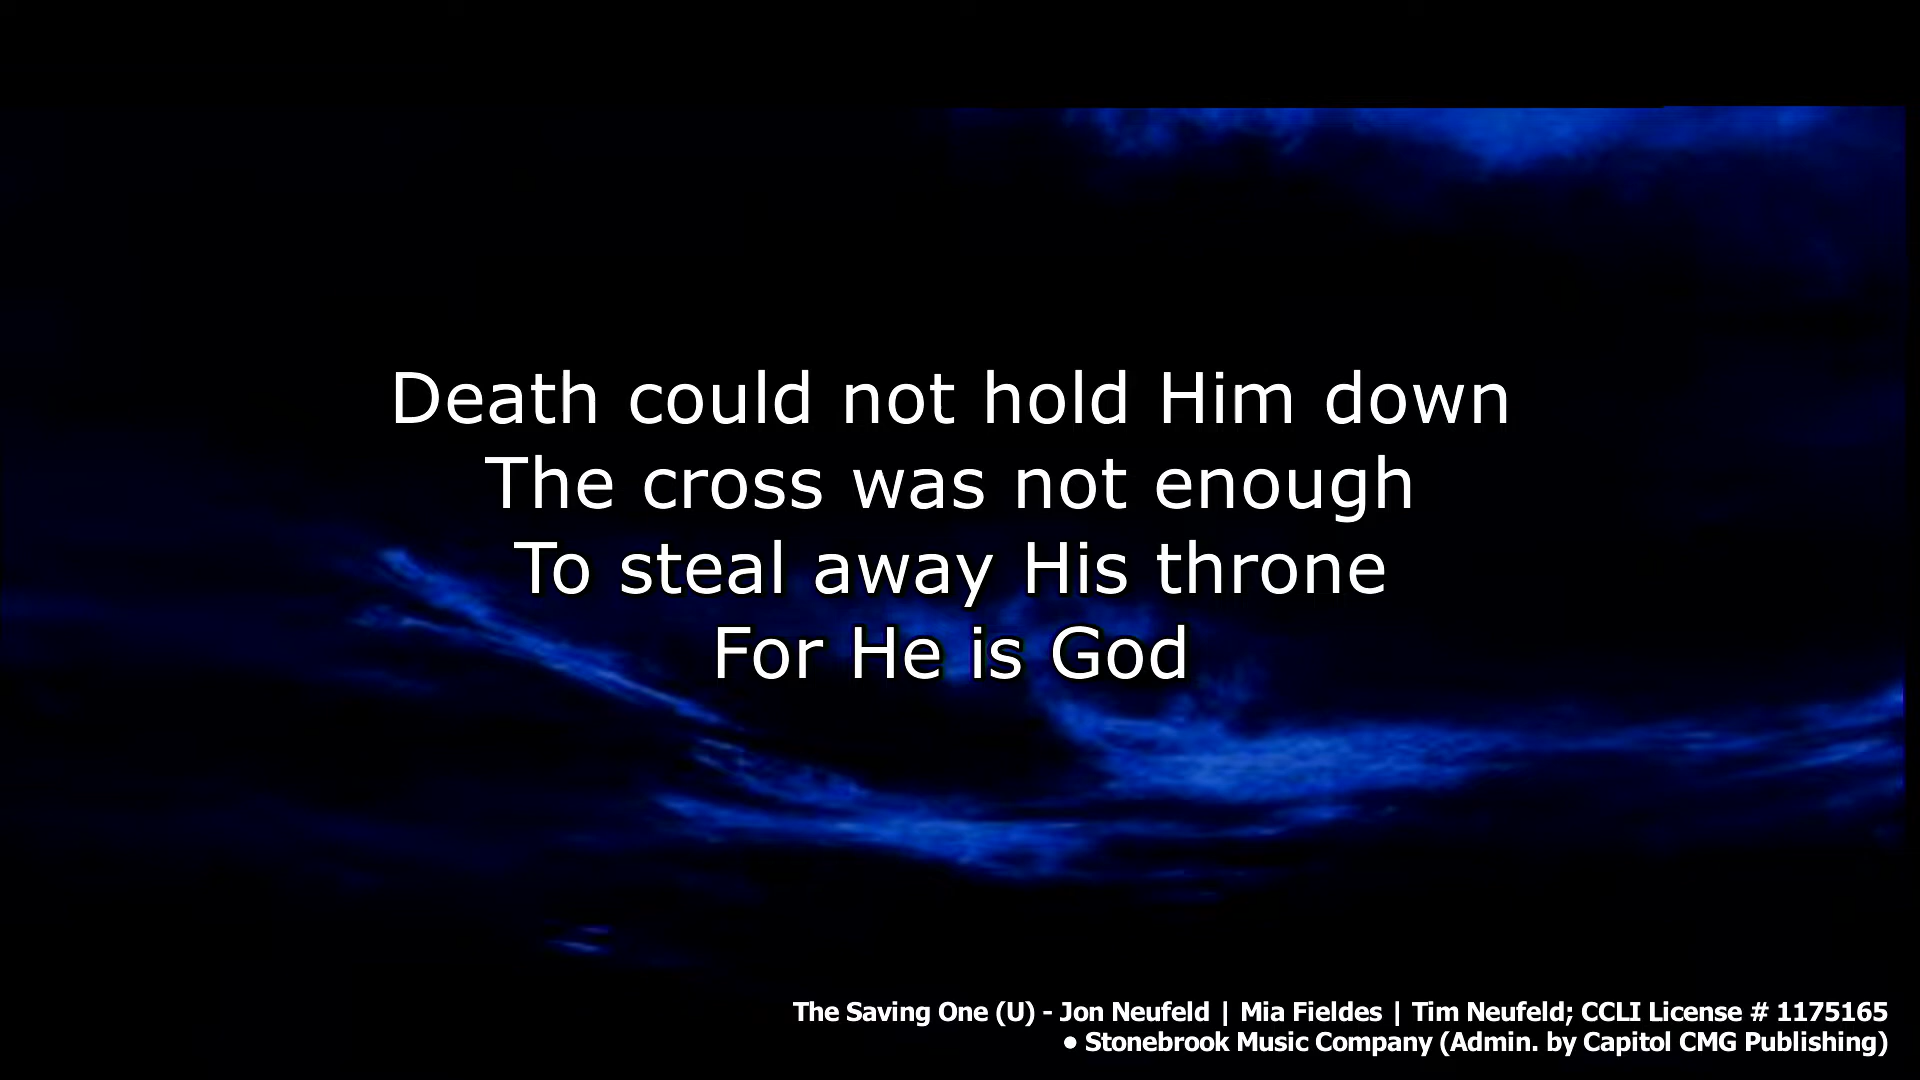 Death could not hold Him down
The cross was not enough
To steal away His throne
For He is God
The Saving One (U) - Jon Neufeld | Mia Fieldes | Tim Neufeld; CCLI License # 1175165
• Stonebrook Music Company (Admin. by Capitol CMG Publishing)